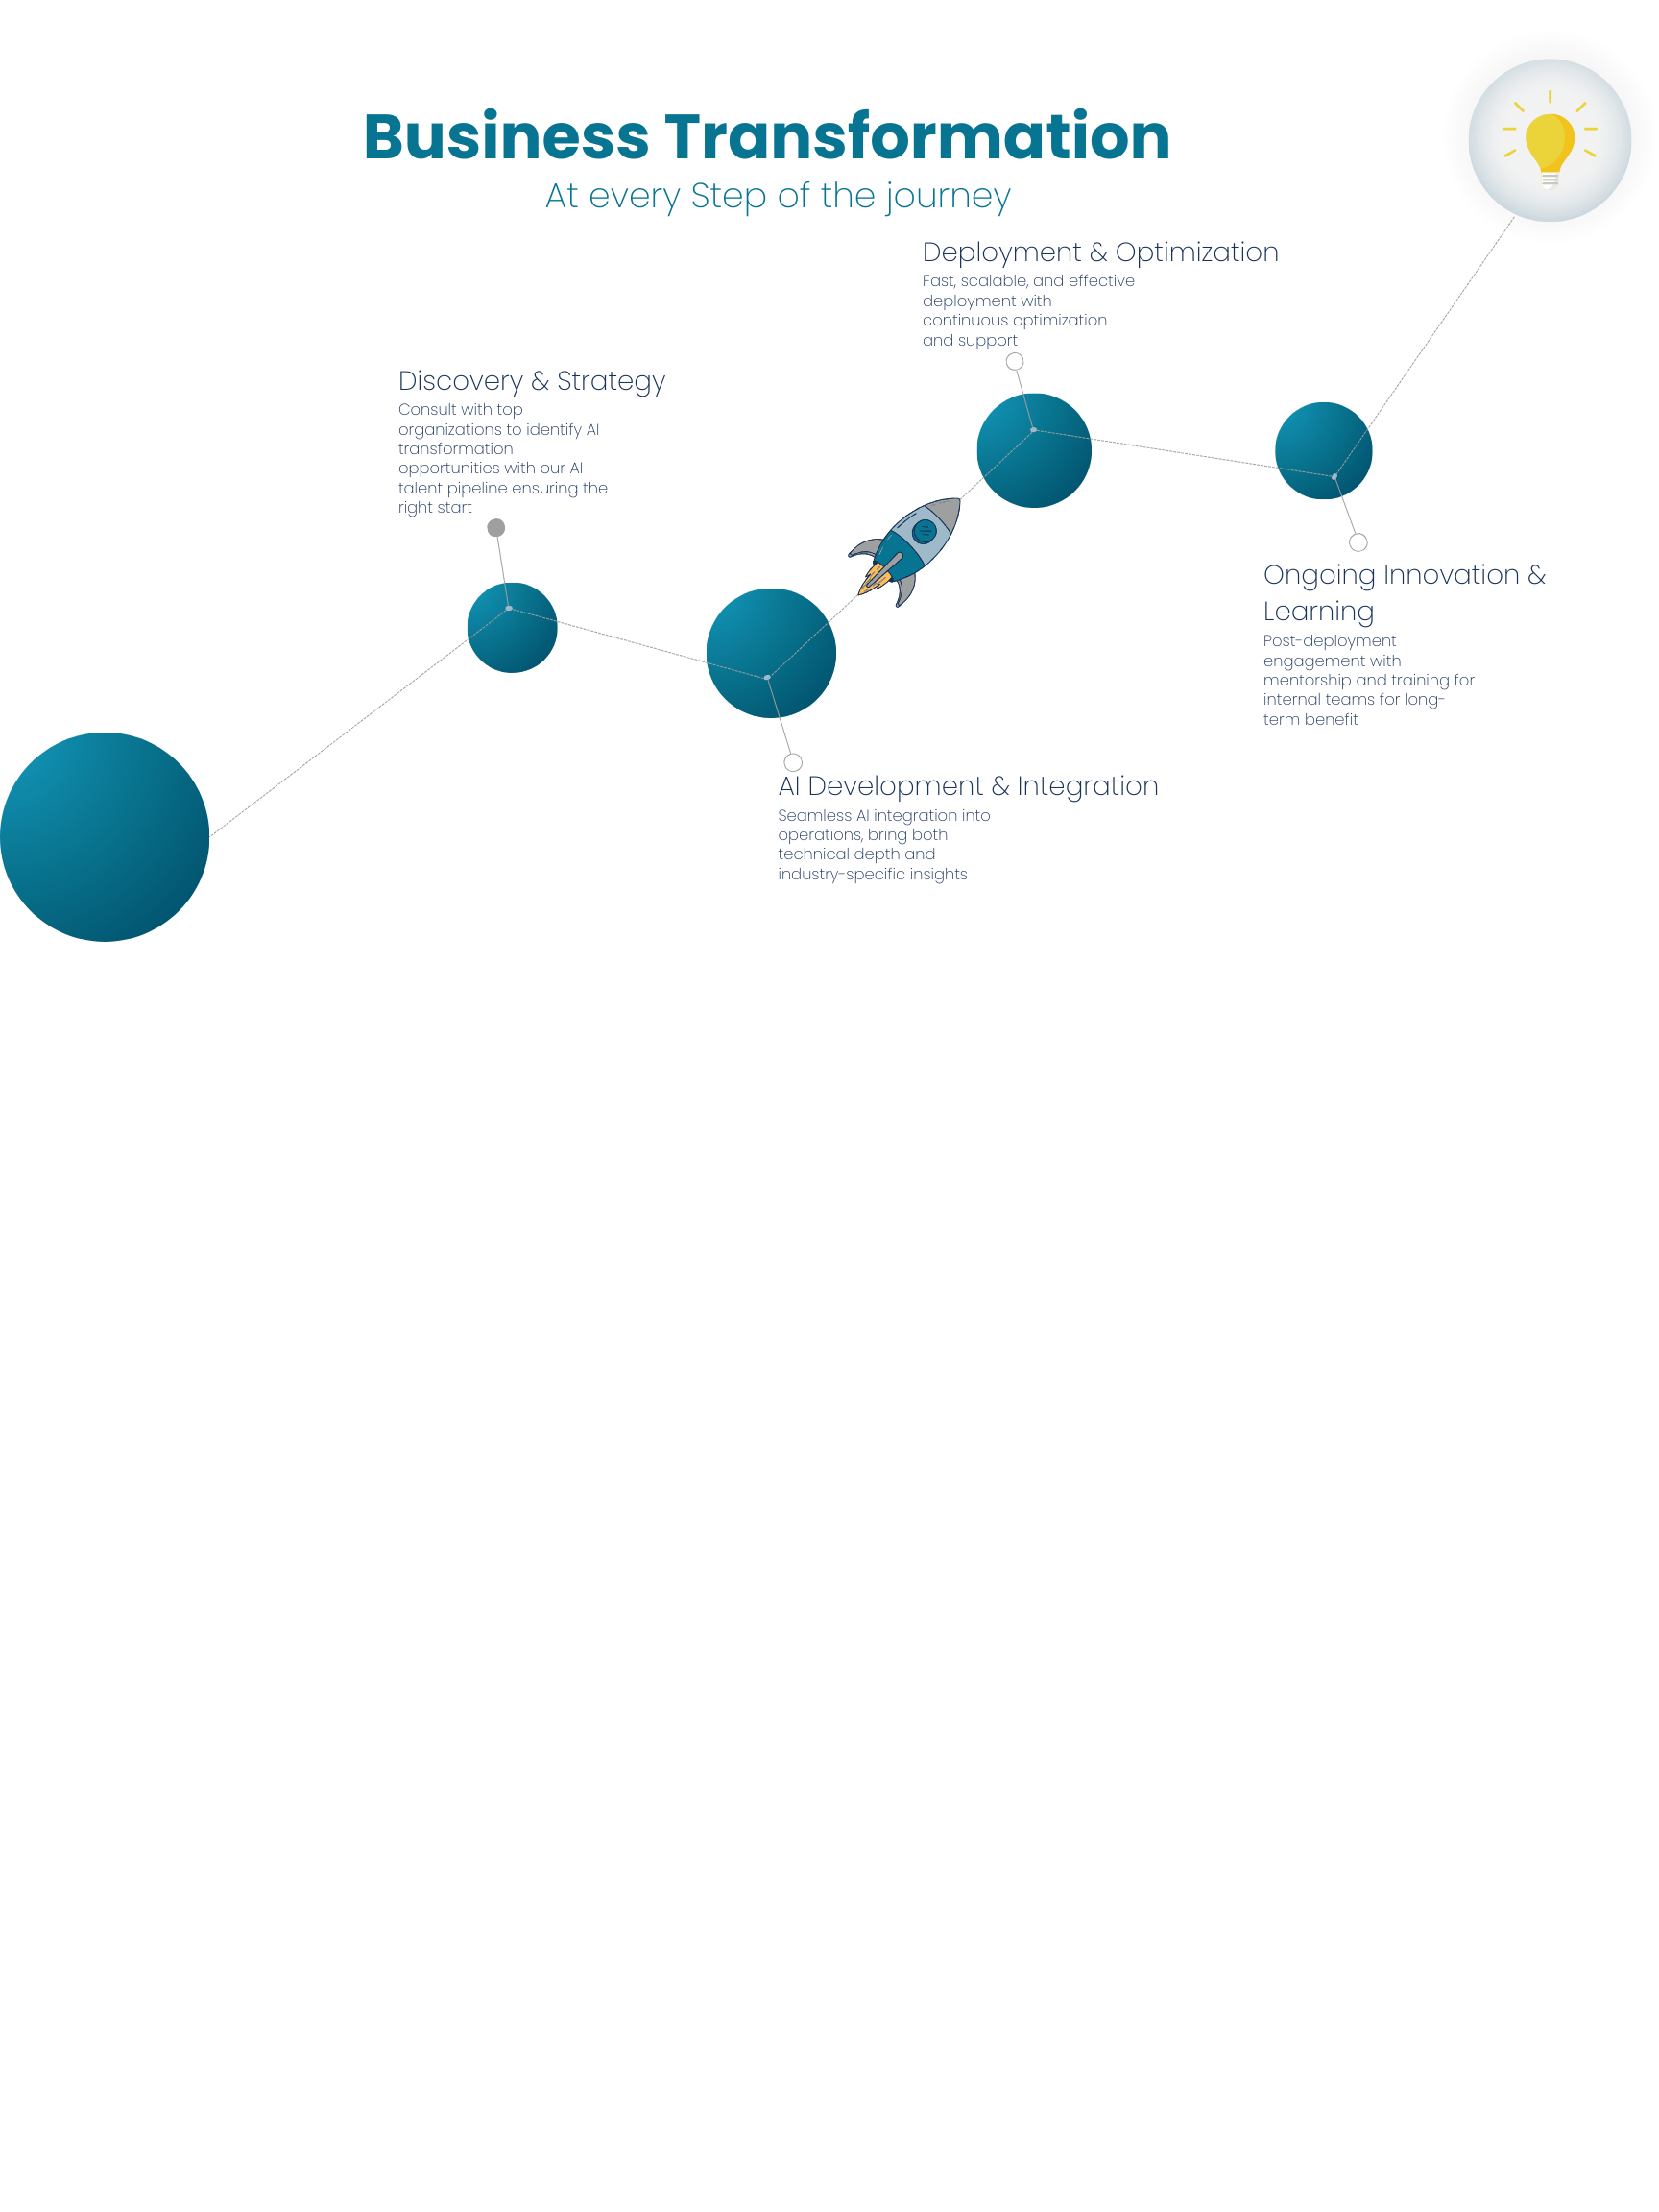 Business Transformation
At every Step of the journey
Discovery & Strategy
Consult with top
organizations to identify AI
transformation
opportunities with our AI
talent pipeline ensuring the
right start
AI Development & Integration
Seamless AI integration into
operations, bring both
technical depth and
industry-specific insights
Deployment & Optimization
Fast, scalable, and effective
deployment with
continuous optimization
and support
Ongoing Innovation &
Learning
Post-deployment
engagement with
mentorship and training for
internal teams for long-
term benefit